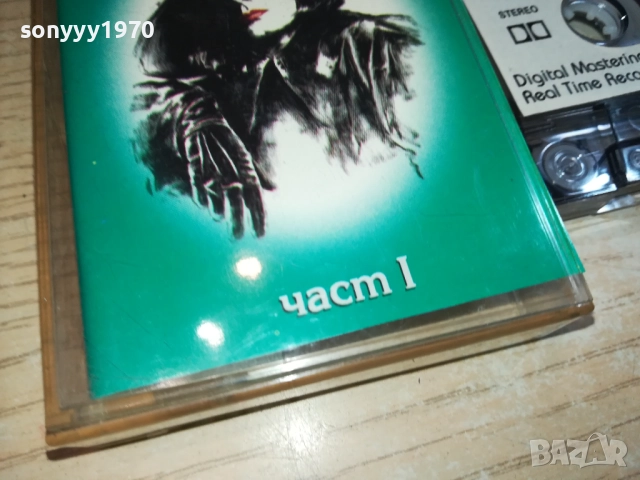 sonyyy1970
STEREO
Digital Mastering
Real Time Reco
част I
BAZAR